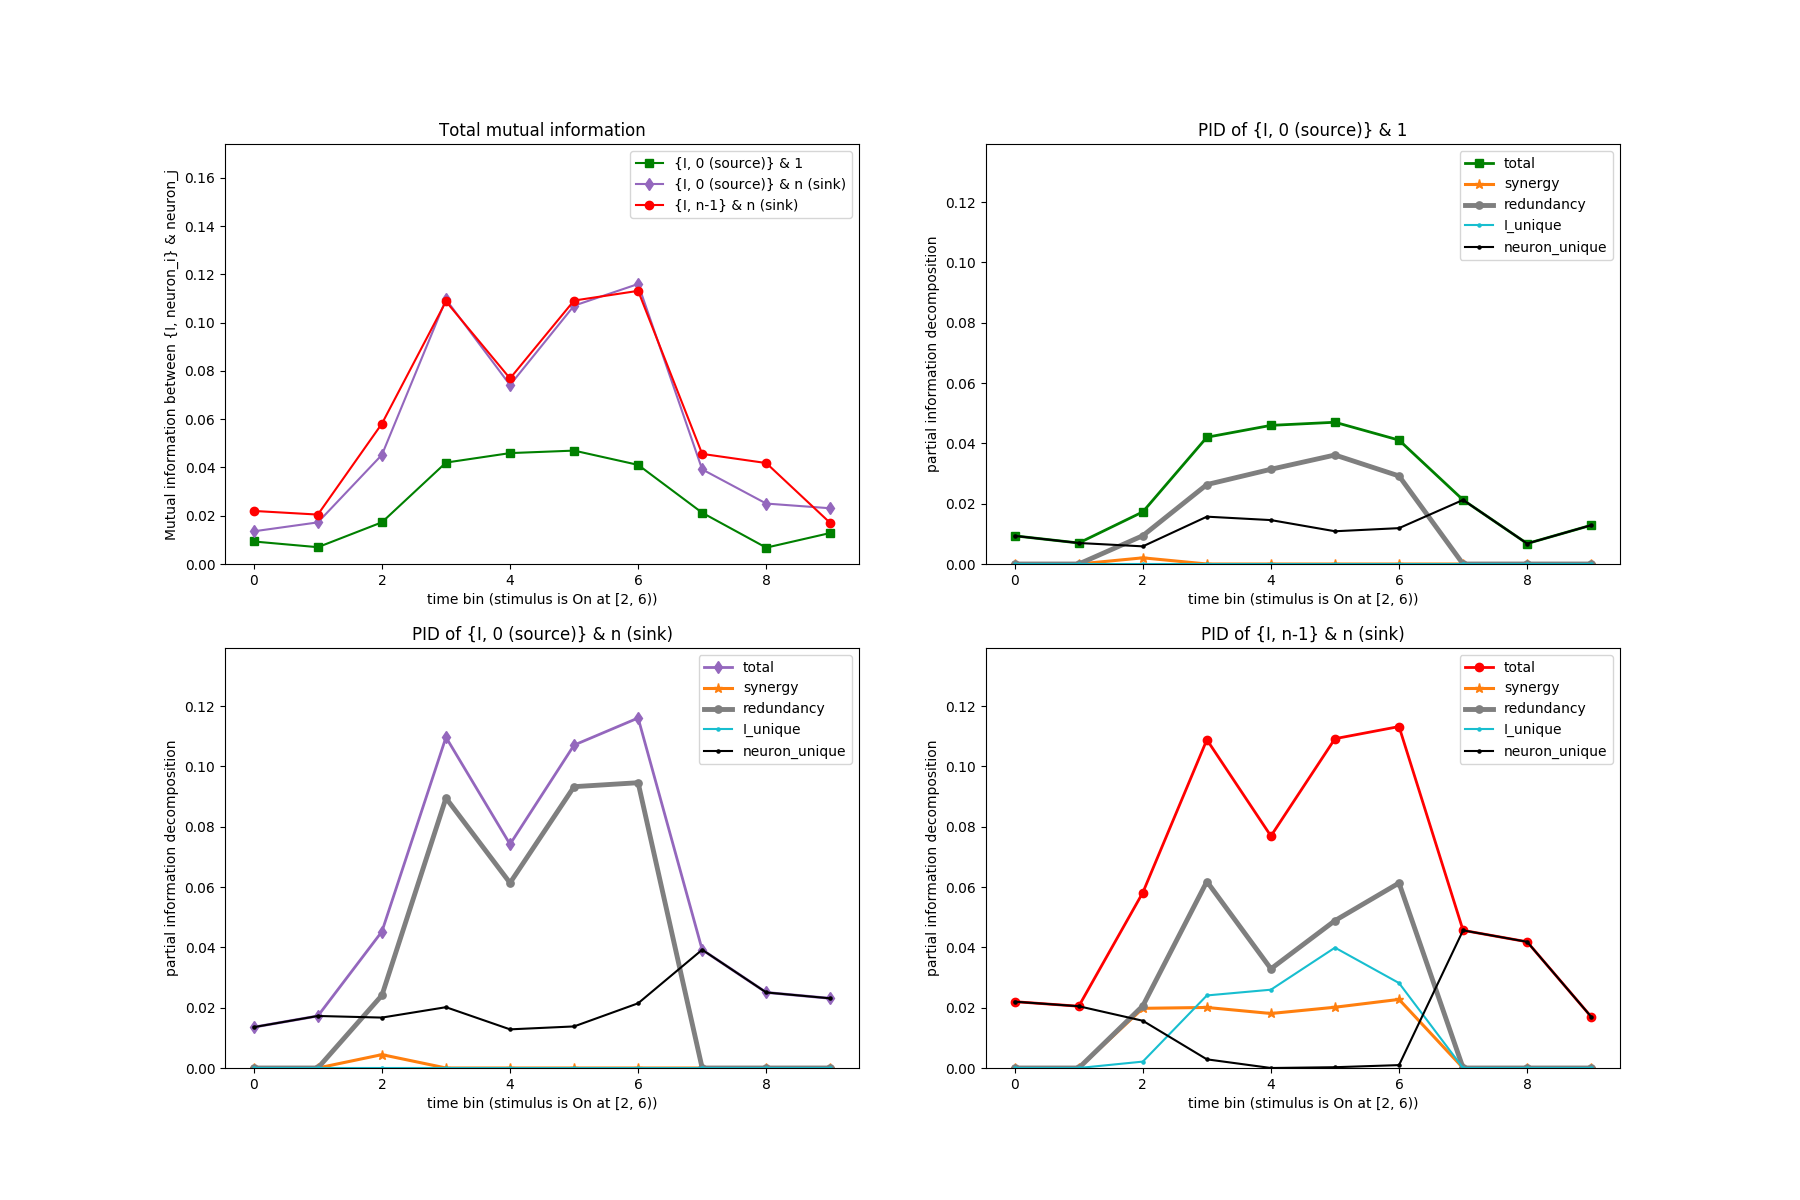 Total mutual information
Mutual information between {I, neuron_i} & neuron_j
0.16
0.14
0.12
0.10
0.08
0.06
0.04
0.02
0.00
{I, 0 (source)} & 1
{I, 0 (source)} & n (sink)
{I, n-1} & n (sink)
0 2 4 6 8
time bin (stimulus is On at [2, 6))
PID of {I, 0 (source)} & 1
partial information decomposition
0.12
0.10
0.08
0.06
0.04
0.02
0.00
total
synergy
redundancy
I_unique
neuron_unique
0 2 4 6 8
time bin (stimulus is On at [2, 6))
PID of {I, 0 (source)} & n (sink)
partial information decomposition
0.12
0.10
0.08
0.06
0.04
0.02
0.00
total
synergy
redundancy
I_unique
neuron_unique
0 2 4 6 8
time bin (stimulus is On at [2, 6))
PID of {I, n-1} & n (sink)
partial information decomposition
0.12
0.10
0.08
0.06
0.04
0.02
0.00
total
synergy
redundancy
I_unique
neuron_unique
0 2 4 6 8
time bin (stimulus is On at [2, 6))